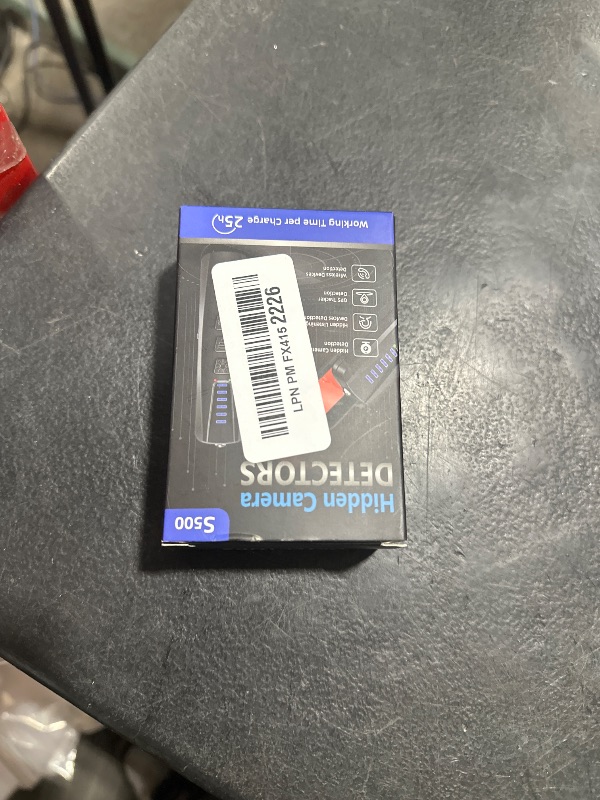 S500
Hidden Camera
DETECTORS
Hidden Camera
Detection
Hidden Listening
Devices Detection
GPS Tracker
Detection
Wireless Devices
Detection
Working Time per Charge 25h
LPN PM FX415 2226